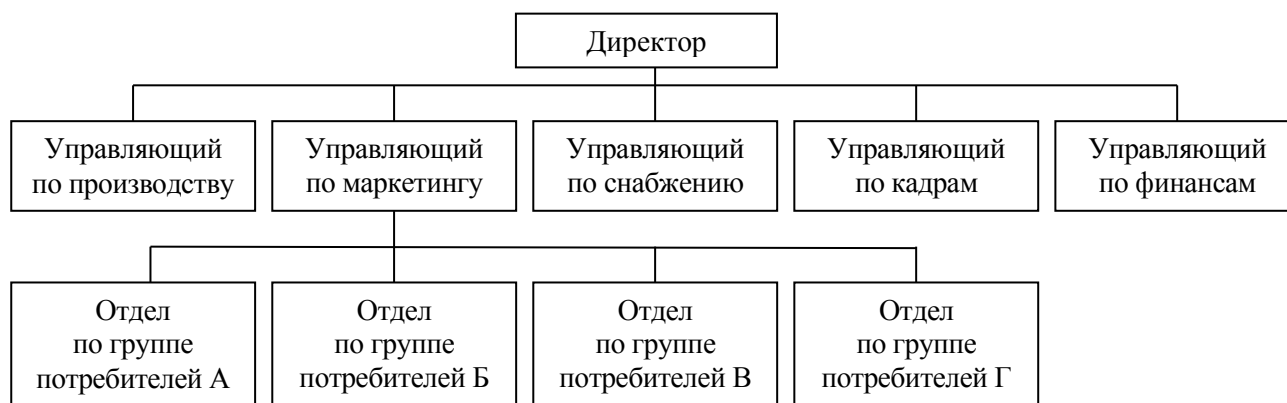 Директор
Управляющий
по производству
Управляющий
по маркетингу
Управляющий
по снабжению
Управляющий
по кадрам
Управляющий
по финансам
Отдел
по группе
потребителей А
Отдел
по группе
потребителей Б
Отдел
по группе
потребителей В
Отдел
по группе
потребителей Г